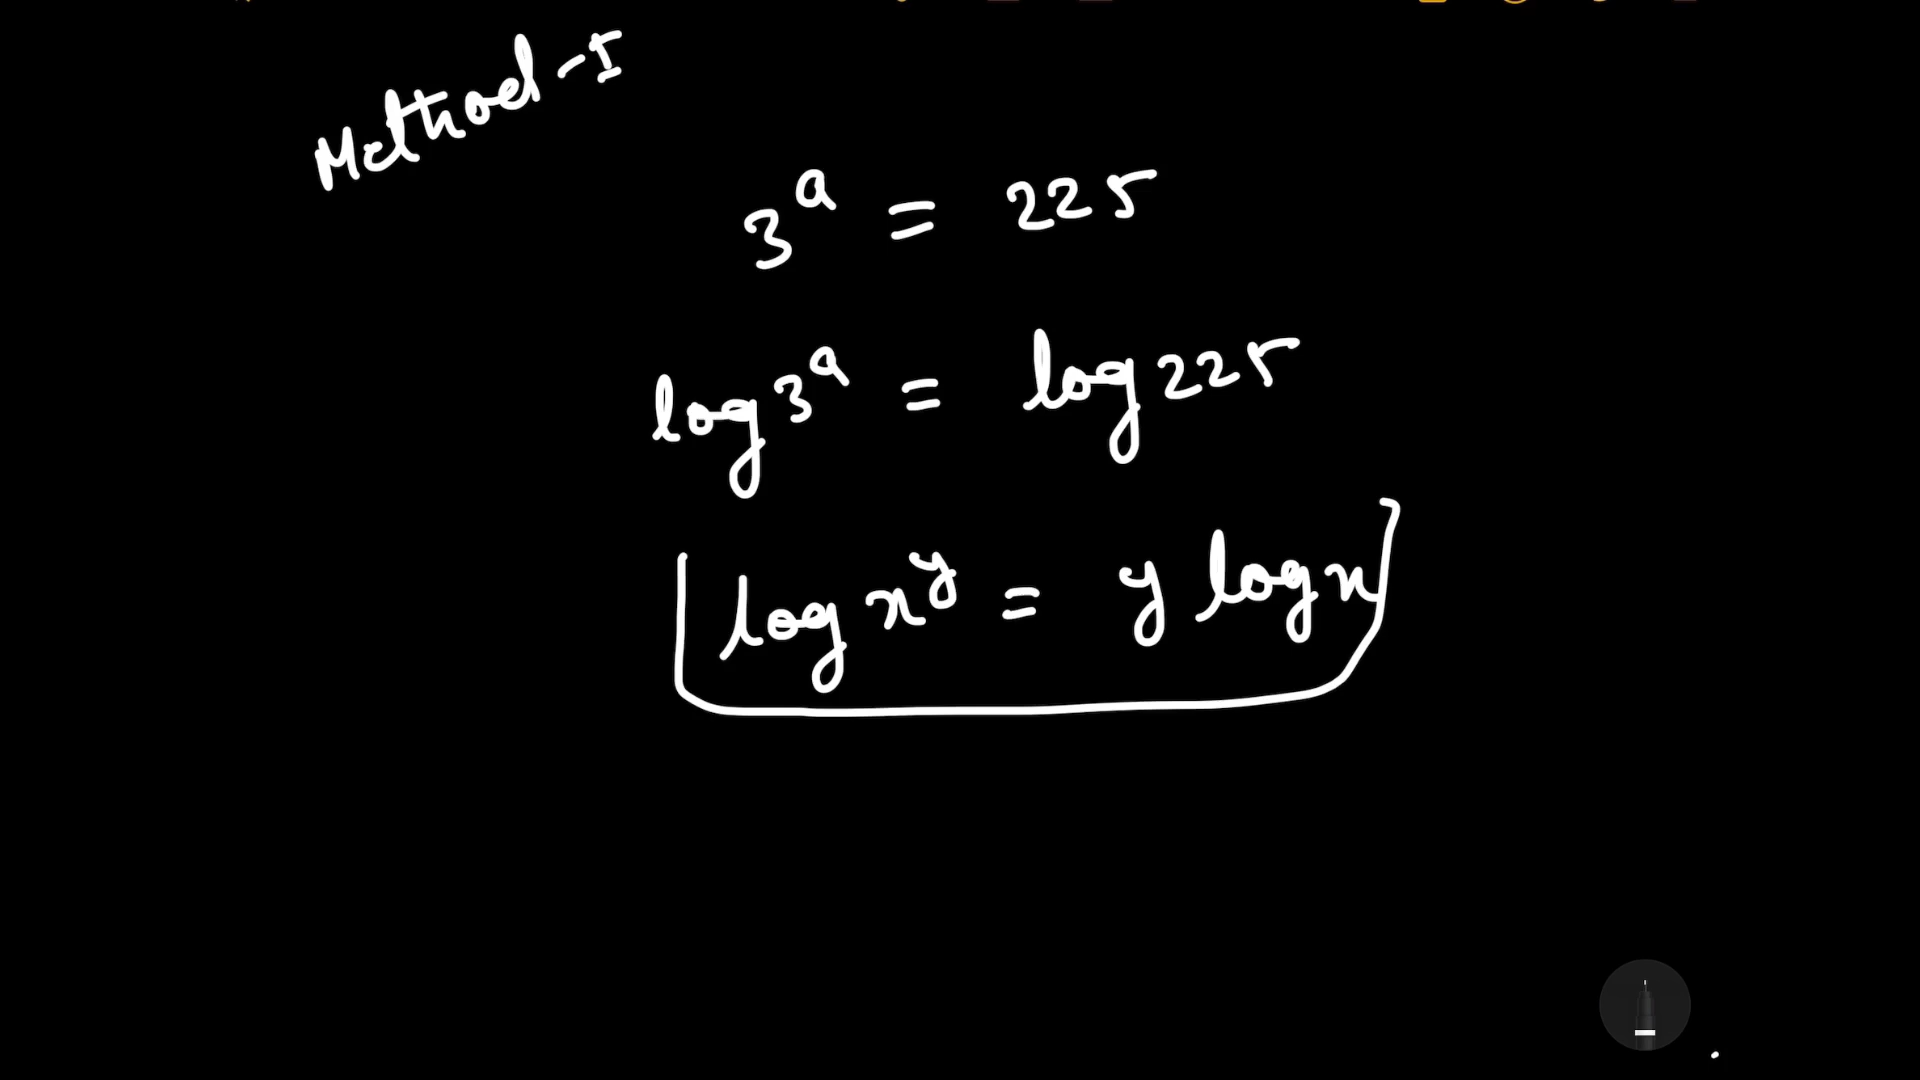 Method-I
3^a = 225
log 3^a = log 225
log x^y = y log x